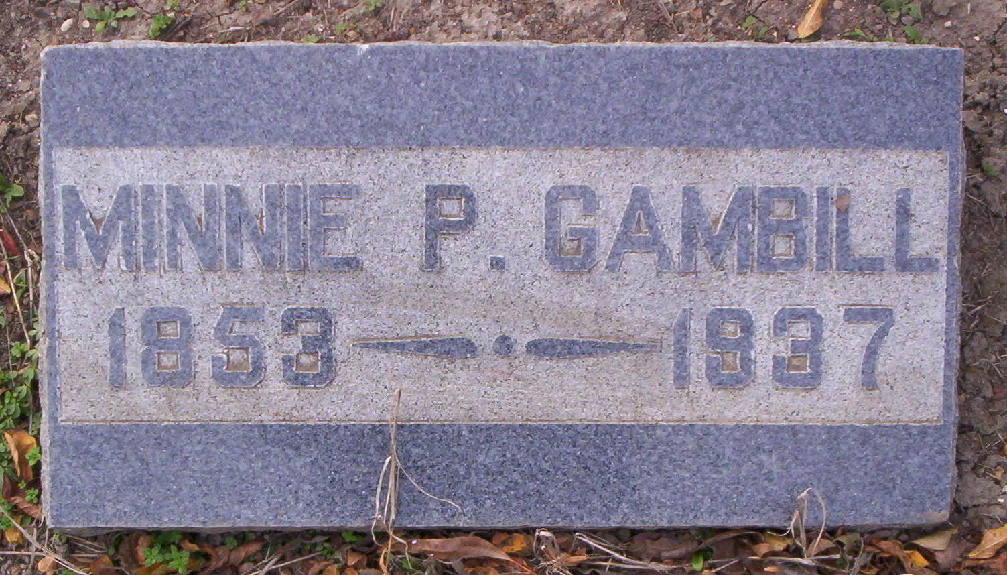 MINNIE P. GAMBILL
1853 — 1937